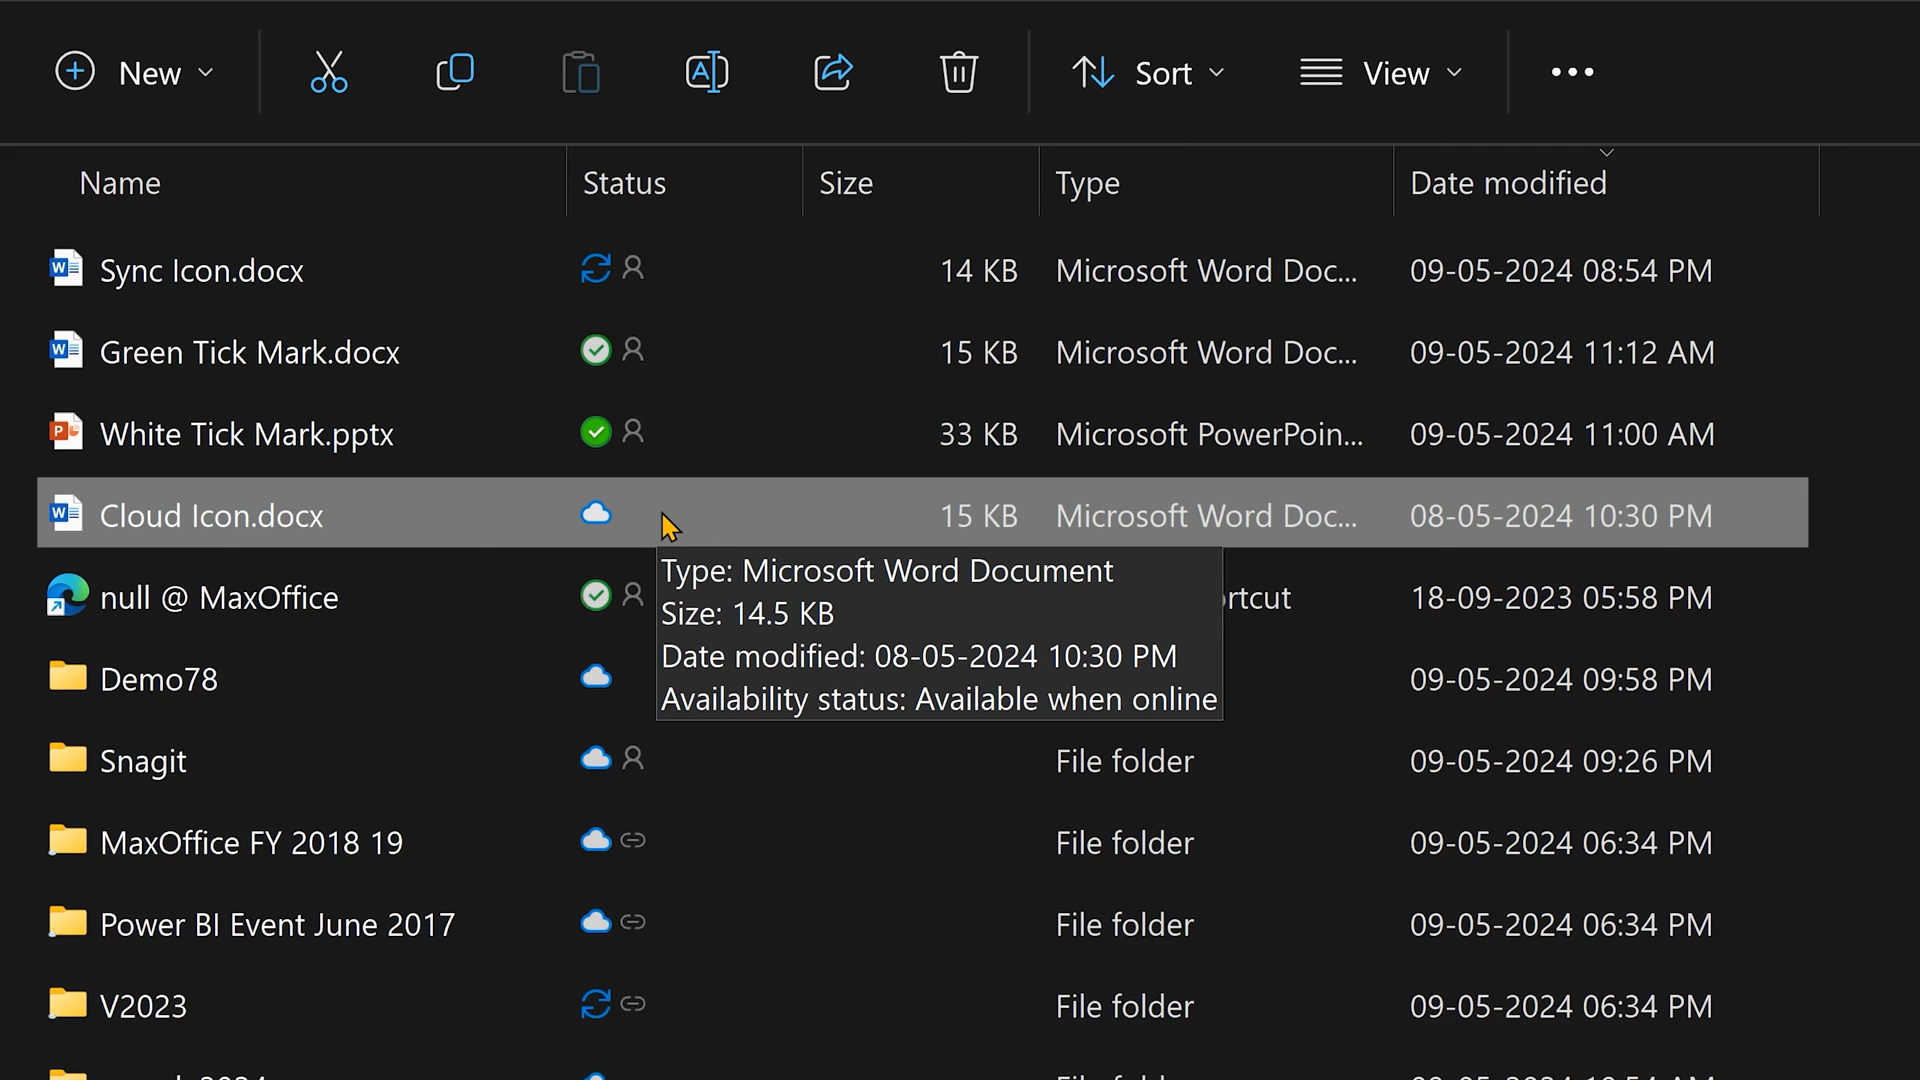 New Sort View
Name Status Size Type Date modified
Sync Icon.docx 14 KB Microsoft Word Doc... 09-05-2024 08:54 PM
Green Tick Mark.docx 15 KB Microsoft Word Doc... 09-05-2024 11:12 AM
White Tick Mark.pptx 33 KB Microsoft PowerPoin... 09-05-2024 11:00 AM
Cloud Icon.docx 15 KB Microsoft Word Doc... 08-05-2024 10:30 PM
Type: Microsoft Word Document
Size: 14.5 KB
Date modified: 08-05-2024 10:30 PM
Availability status: Available when online
null @ MaxOffice rtcut 18-09-2023 05:58 PM
Demo78 09-05-2024 09:58 PM
Snagit File folder 09-05-2024 09:26 PM
MaxOffice FY 2018 19 File folder 09-05-2024 06:34 PM
Power BI Event June 2017 File folder 09-05-2024 06:34 PM
V2023 File folder 09-05-2024 06:34 PM